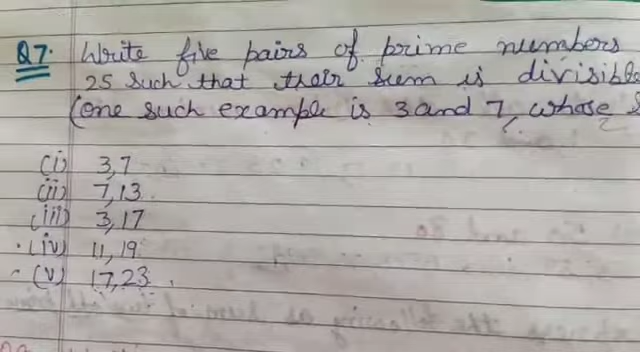 Q7. Write five pairs of prime numbers
25 such that their sum is divisible
(one such example is 3 and 7, whose
(i) 3,7
(ii) 7,13
(iii) 3,17
(iv) 11,19
(v) 17,23.